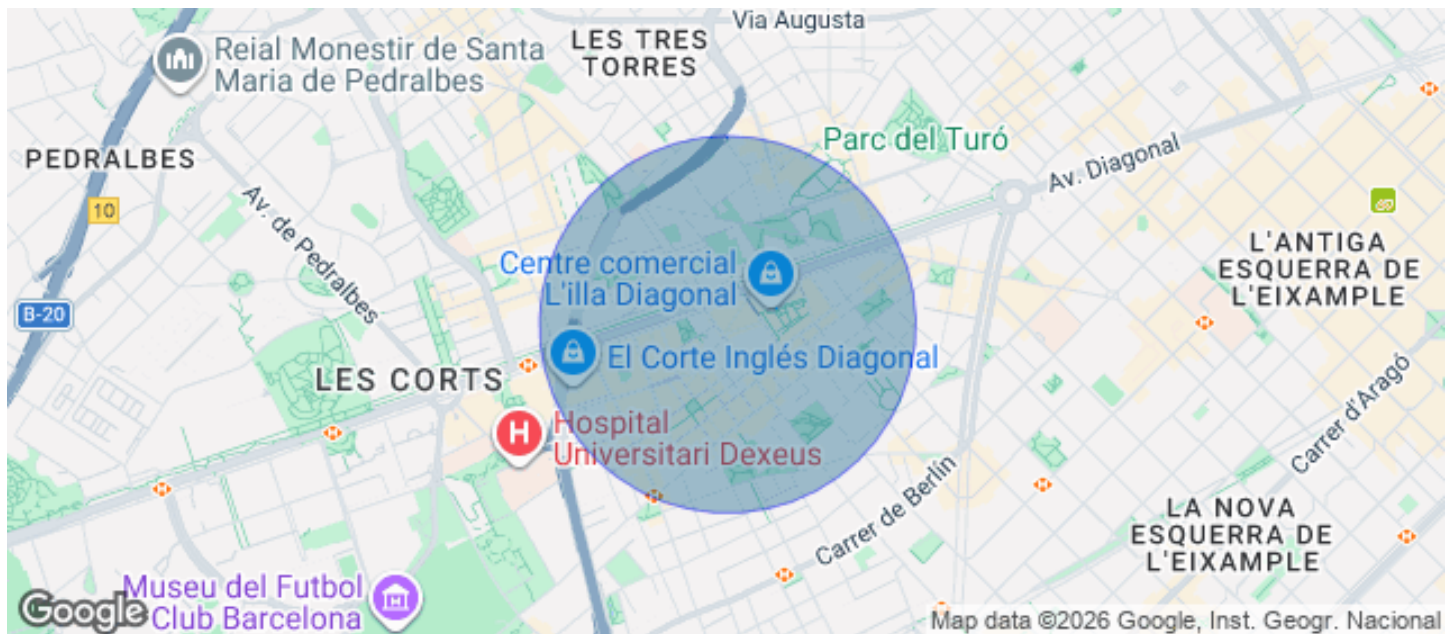 Via Augusta
LES TRES
TORRES
Reial Monestir de Santa
Maria de Pedralbes
Parc del Turó
PEDRALBES
Av. Diagonal
10
Av. de Pedralbes
L'ANTIGA
ESQUERRA DE
L'EIXAMPLE
Centre comercial
L'illa Diagonal
B-20
El Corte Inglés Diagonal
LES CORTS
Carrer d'Aragó
H
Hospital
Universitari Dexeus
Carrer de Berlín
LA NOVA
ESQUERRA DE
L'EIXAMPLE
Museu del Futbol
Club Barcelona
Google
Map data ©2026 Google, Inst. Geogr. Nacional